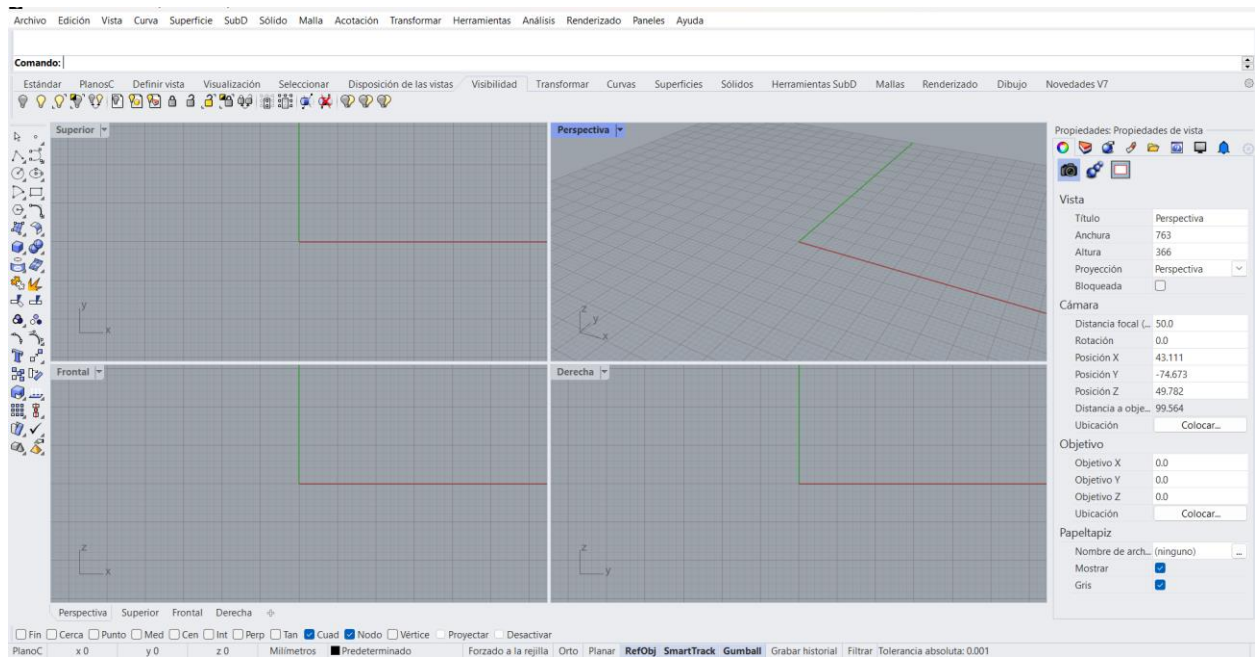 Archivo Edición Vista Curva Superficie SubD Sólido Malla Acotación Transformar Herramientas Análisis Renderizado Paneles Ayuda
Comando:
Estándar PlanosC Definir vista Visualización Seleccionar Disposición de las vistas Visibilidad Transformar Curvas Superficies Sólidos Herramientas SubD Mallas Renderizado Dibujo Novedades V7
Superior
y
x
Perspectiva
z
y
x
Frontal
z
x
Derecha
z
y
Propiedades: Propiedades de vista
Vista
Título Perspectiva
Anchura 763
Altura 366
Proyección Perspectiva
Bloqueada
Cámara
Distancia focal (... 50.0
Rotación 0.0
Posición X 43.111
Posición Y -74.673
Posición Z 49.782
Distancia a obje... 99.564
Ubicación Colocar...
Objetivo
Objetivo X 0.0
Objetivo Y 0.0
Objetivo Z 0.0
Ubicación Colocar...
Papeltapiz
Nombre de arch... (ninguno) ...
Mostrar
Gris
Perspectiva Superior Frontal Derecha
Fin Cerca Punto Med Cen Int Perp Tan Cuad Nodo Vértice Proyectar Desactivar
PlanoC x 0 y 0 z 0 Milímetros Predeterminado Forzado a la rejilla Orto Planar RefObj SmartTrack Gumball Grabar historial Filtrar Tolerancia absoluta: 0.001